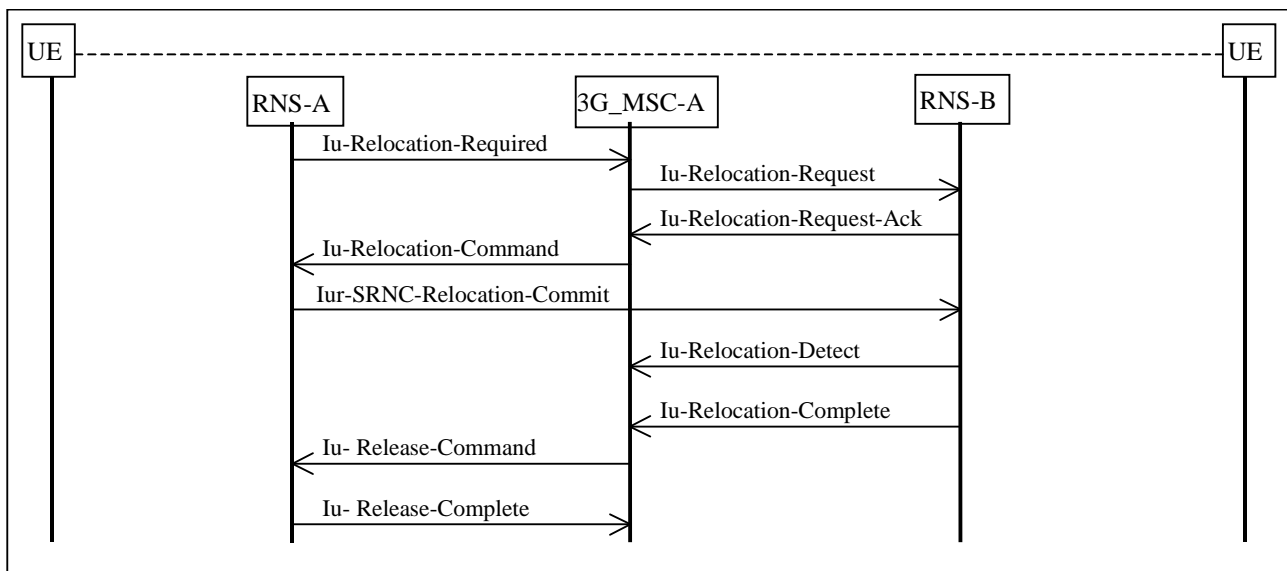 UE
UE
RNS-A
3G_MSC-A
RNS-B
Iu-Relocation-Required
Iu-Relocation-Request
Iu-Relocation-Request-Ack
Iu-Relocation-Command
Iur-SRNC-Relocation-Commit
Iu-Relocation-Detect
Iu-Relocation-Complete
Iu- Release-Command
Iu- Release-Complete